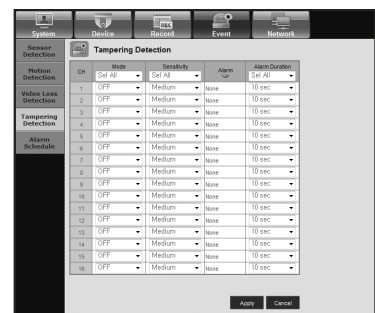 System Device Record Event Network
REC
Sensor Detection
Motion Detection
Video Loss Detection
Tampering Detection
Alarm Schedule
Tampering Detection
CH Mode Sensitivity Alarm Alarm Duration
Sel All Sel All Sel All
1 OFF Medium None 10 sec
2 OFF Medium None 10 sec
3 OFF Medium None 10 sec
4 OFF Medium None 10 sec
5 OFF Medium None 10 sec
6 OFF Medium None 10 sec
7 OFF Medium None 10 sec
8 OFF Medium None 10 sec
9 OFF Medium None 10 sec
10 OFF Medium None 10 sec
11 OFF Medium None 10 sec
12 OFF Medium None 10 sec
13 OFF Medium None 10 sec
14 OFF Medium None 10 sec
15 OFF Medium None 10 sec
16 OFF Medium None 10 sec
Apply Cancel